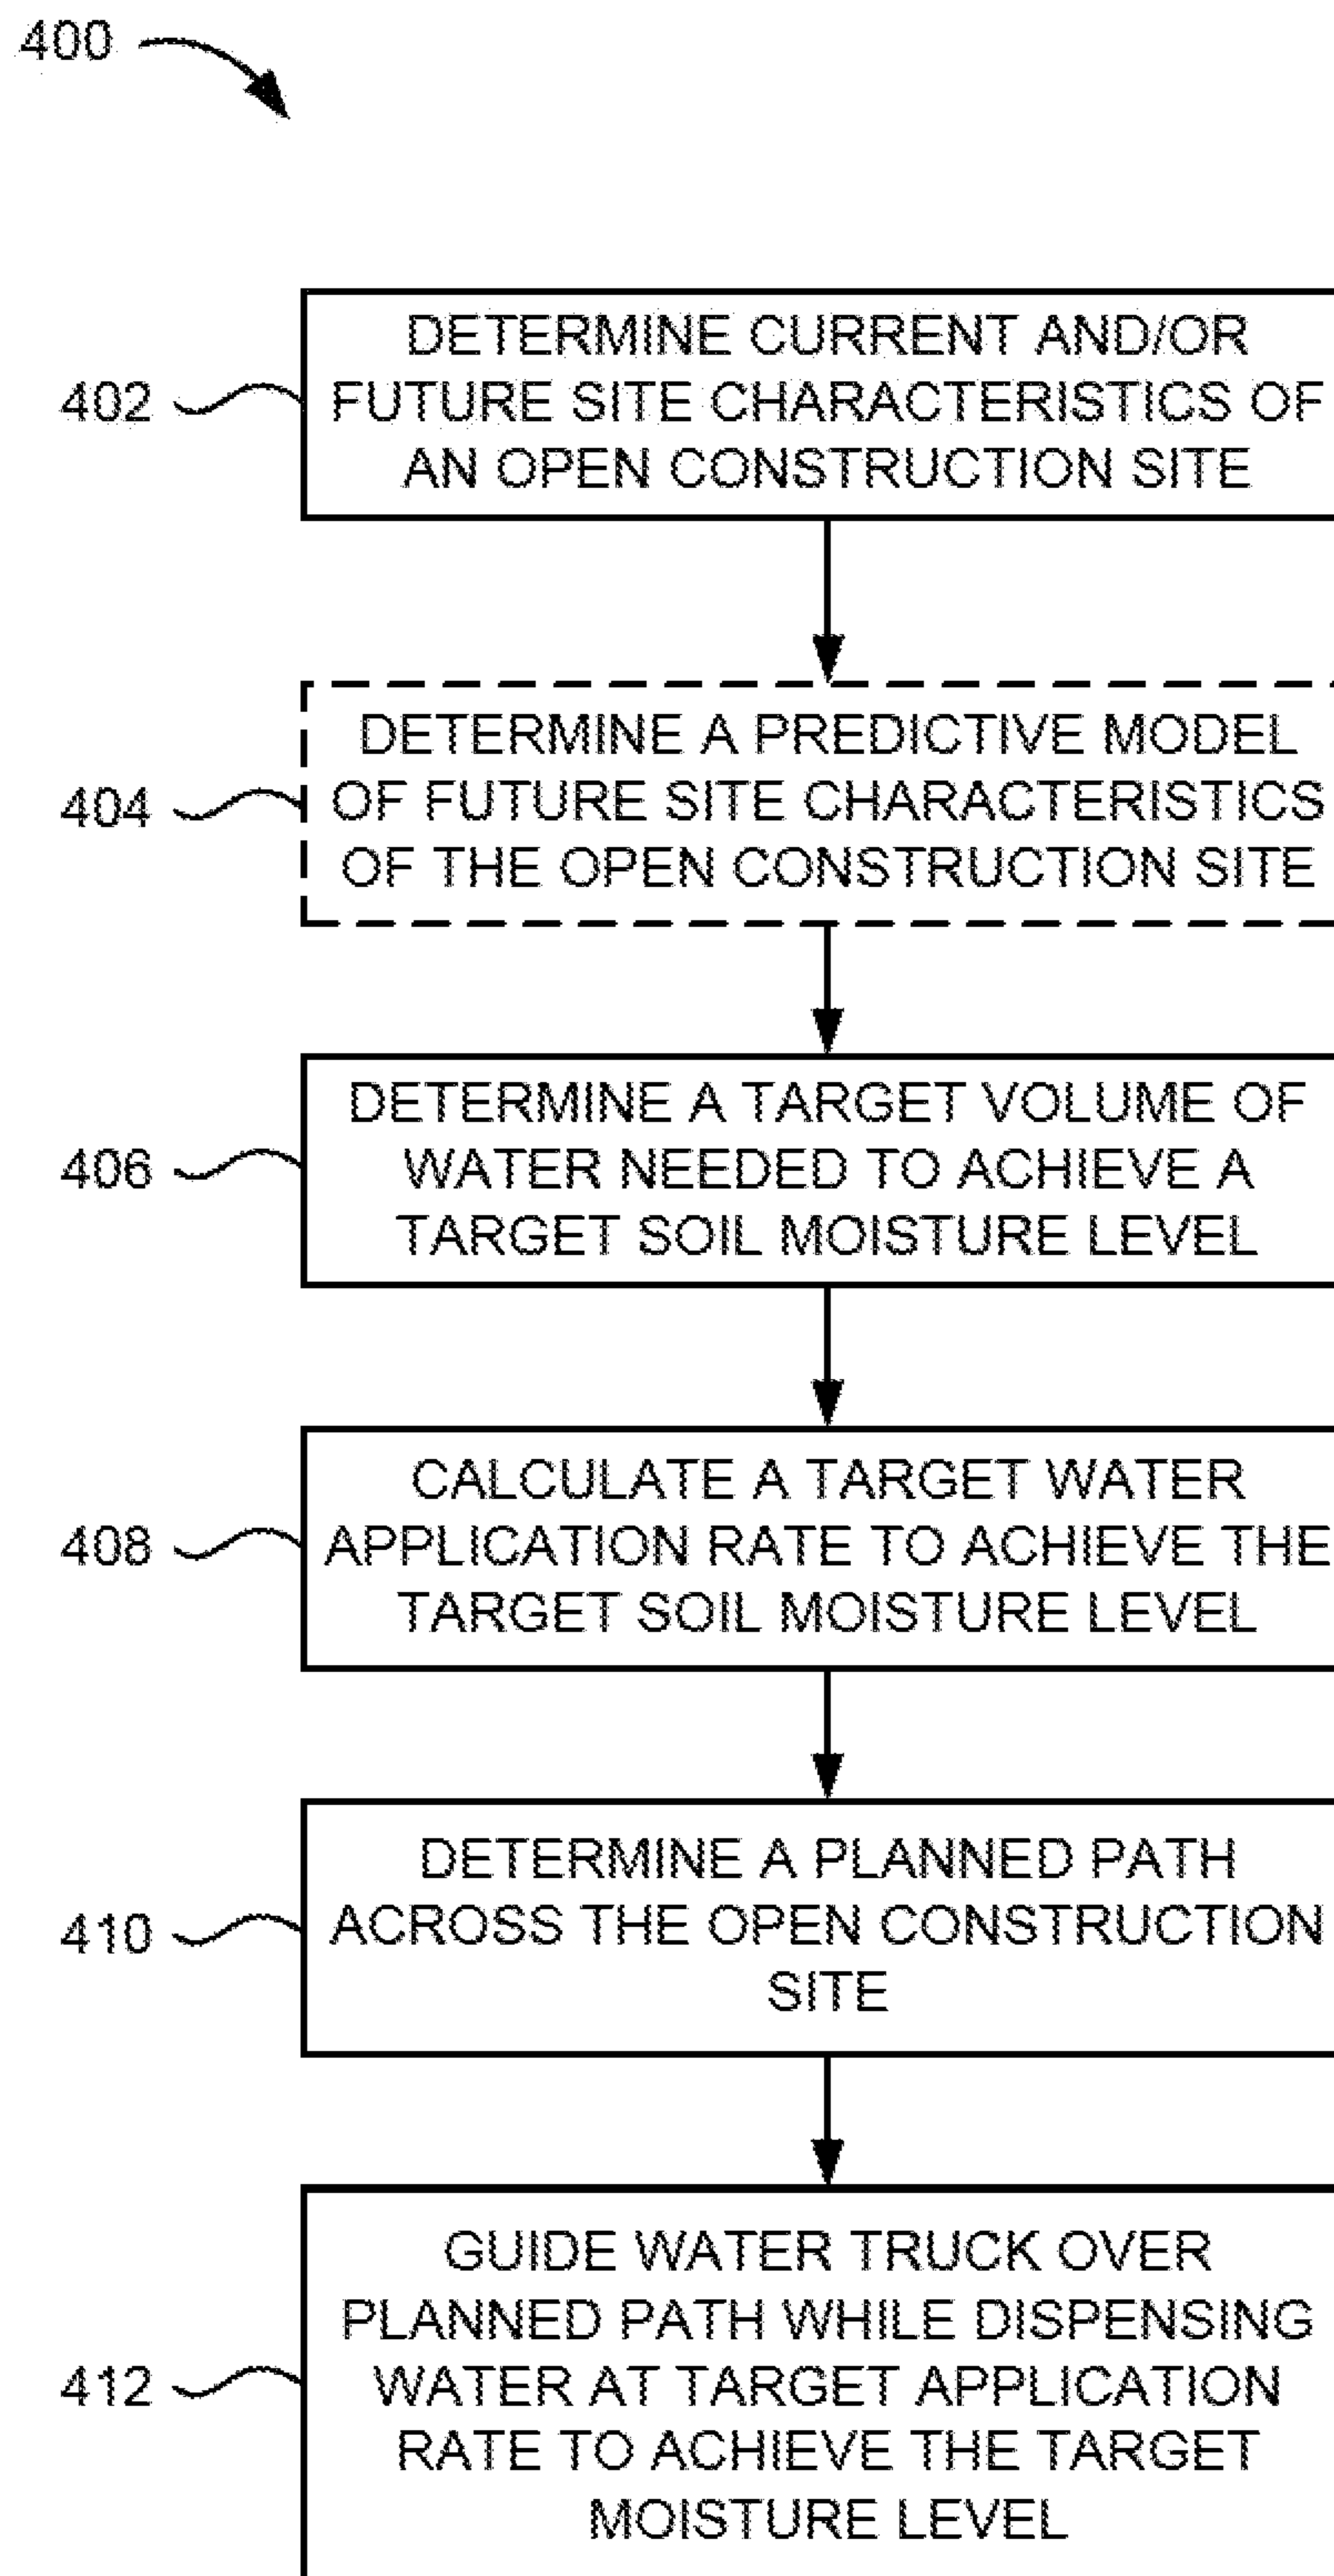 400
402
DETERMINE CURRENT AND/OR
FUTURE SITE CHARACTERISTICS OF
AN OPEN CONSTRUCTION SITE
404
DETERMINE A PREDICTIVE MODEL
OF FUTURE SITE CHARACTERISTICS
OF THE OPEN CONSTRUCTION SITE
406
DETERMINE A TARGET VOLUME OF
WATER NEEDED TO ACHIEVE A
TARGET SOIL MOISTURE LEVEL
408
CALCULATE A TARGET WATER
APPLICATION RATE TO ACHIEVE THE
TARGET SOIL MOISTURE LEVEL
410
DETERMINE A PLANNED PATH
ACROSS THE OPEN CONSTRUCTION
SITE
412
GUIDE WATER TRUCK OVER
PLANNED PATH WHILE DISPENSING
WATER AT TARGET APPLICATION
RATE TO ACHIEVE THE TARGET
MOISTURE LEVEL